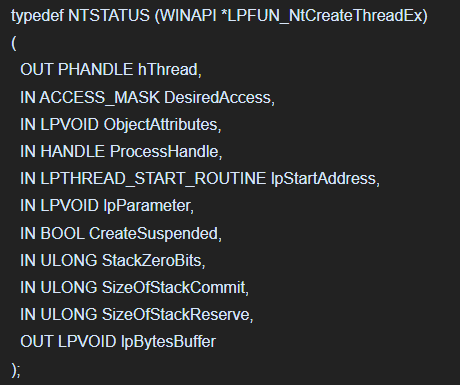 typedef NTSTATUS (WINAPI *LPFUN_NtCreateThreadEx)
(
OUT PHANDLE hThread,
IN ACCESS_MASK DesiredAccess,
IN LPVOID ObjectAttributes,
IN HANDLE ProcessHandle,
IN LPTHREAD_START_ROUTINE lpStartAddress,
IN LPVOID lpParameter,
IN BOOL CreateSuspended,
IN ULONG StackZeroBits,
IN ULONG SizeOfStackCommit,
IN ULONG SizeOfStackReserve,
OUT LPVOID lpBytesBuffer
);